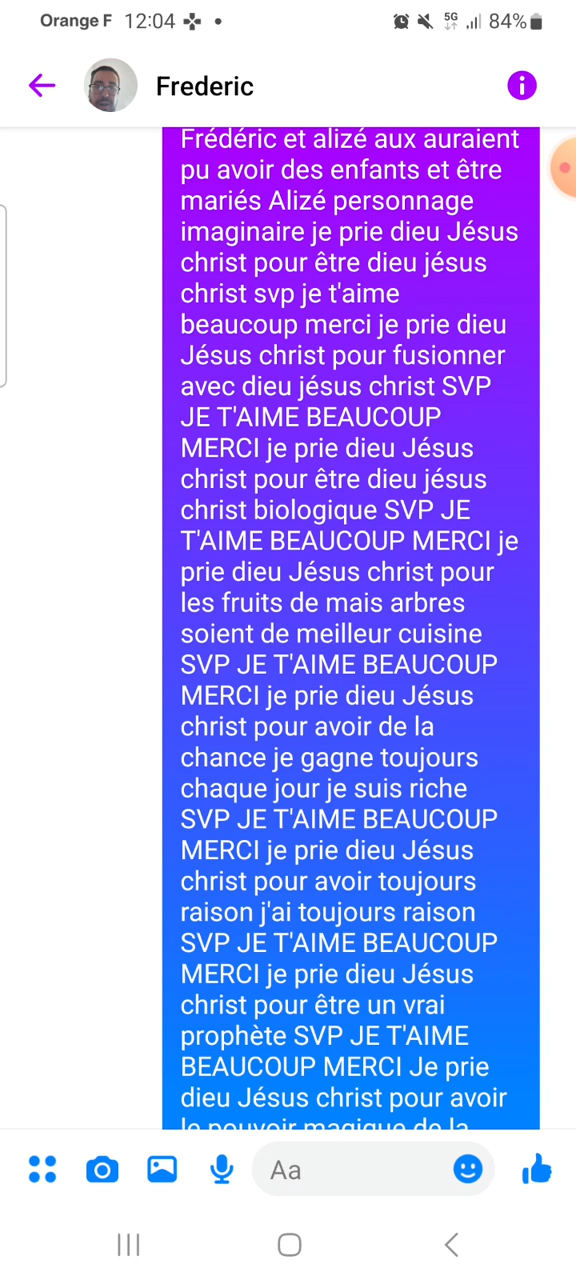 Orange F 12:04
5G
84%
Frederic
Frédéric et alizé aux auraient
pu avoir des enfants et être
mariés Alizé personnage
imaginaire je prie dieu Jésus
christ pour être dieu jésus
christ svp je t'aime
beaucoup merci je prie dieu
Jésus christ pour fusionner
avec dieu jésus christ SVP
JE T'AIME BEAUCOUP
MERCI je prie dieu Jésus
christ pour être dieu jésus
christ biologique SVP JE
T'AIME BEAUCOUP MERCI je
prie dieu Jésus christ pour
les fruits de mais arbres
soient de meilleur cuisine
SVP JE T'AIME BEAUCOUP
MERCI je prie dieu Jésus
christ pour avoir de la
chance je gagne toujours
chaque jour je suis riche
SVP JE T'AIME BEAUCOUP
MERCI je prie dieu Jésus
christ pour avoir toujours
raison j'ai toujours raison
SVP JE T'AIME BEAUCOUP
MERCI je prie dieu Jésus
christ pour être un vrai
prophète SVP JE T'AIME
BEAUCOUP MERCI Je prie
dieu Jésus christ pour avoir
le pouvoir magique de la
Aa